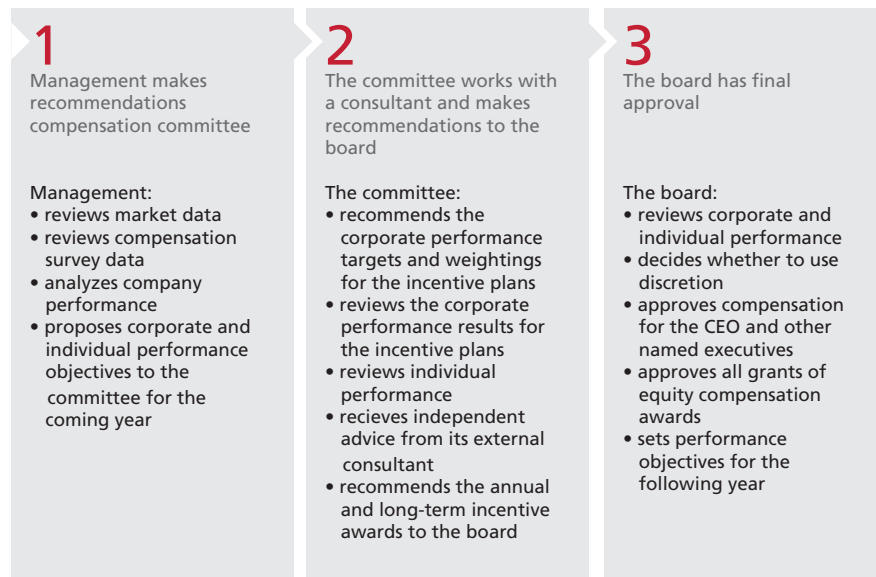 1
Management makes
recommendations
compensation committee
Management:
• reviews market data
• reviews compensation
survey data
• analyzes company
performance
• proposes corporate and
individual performance
objectives to the
committee for the
coming year
2
The committee works with
a consultant and makes
recommendations to the
board
The committee:
• recommends the
corporate performance
targets and weightings
for the incentive plans
• reviews the corporate
performance results for
the incentive plans
• reviews individual
performance
• recieves independent
advice from its external
consultant
• recommends the annual
and long-term incentive
awards to the board
3
The board has final
approval
The board:
• reviews corporate and
individual performance
• decides whether to use
discretion
• approves compensation
for the CEO and other
named executives
• approves all grants of
equity compensation
awards
• sets performance
objectives for the
following year